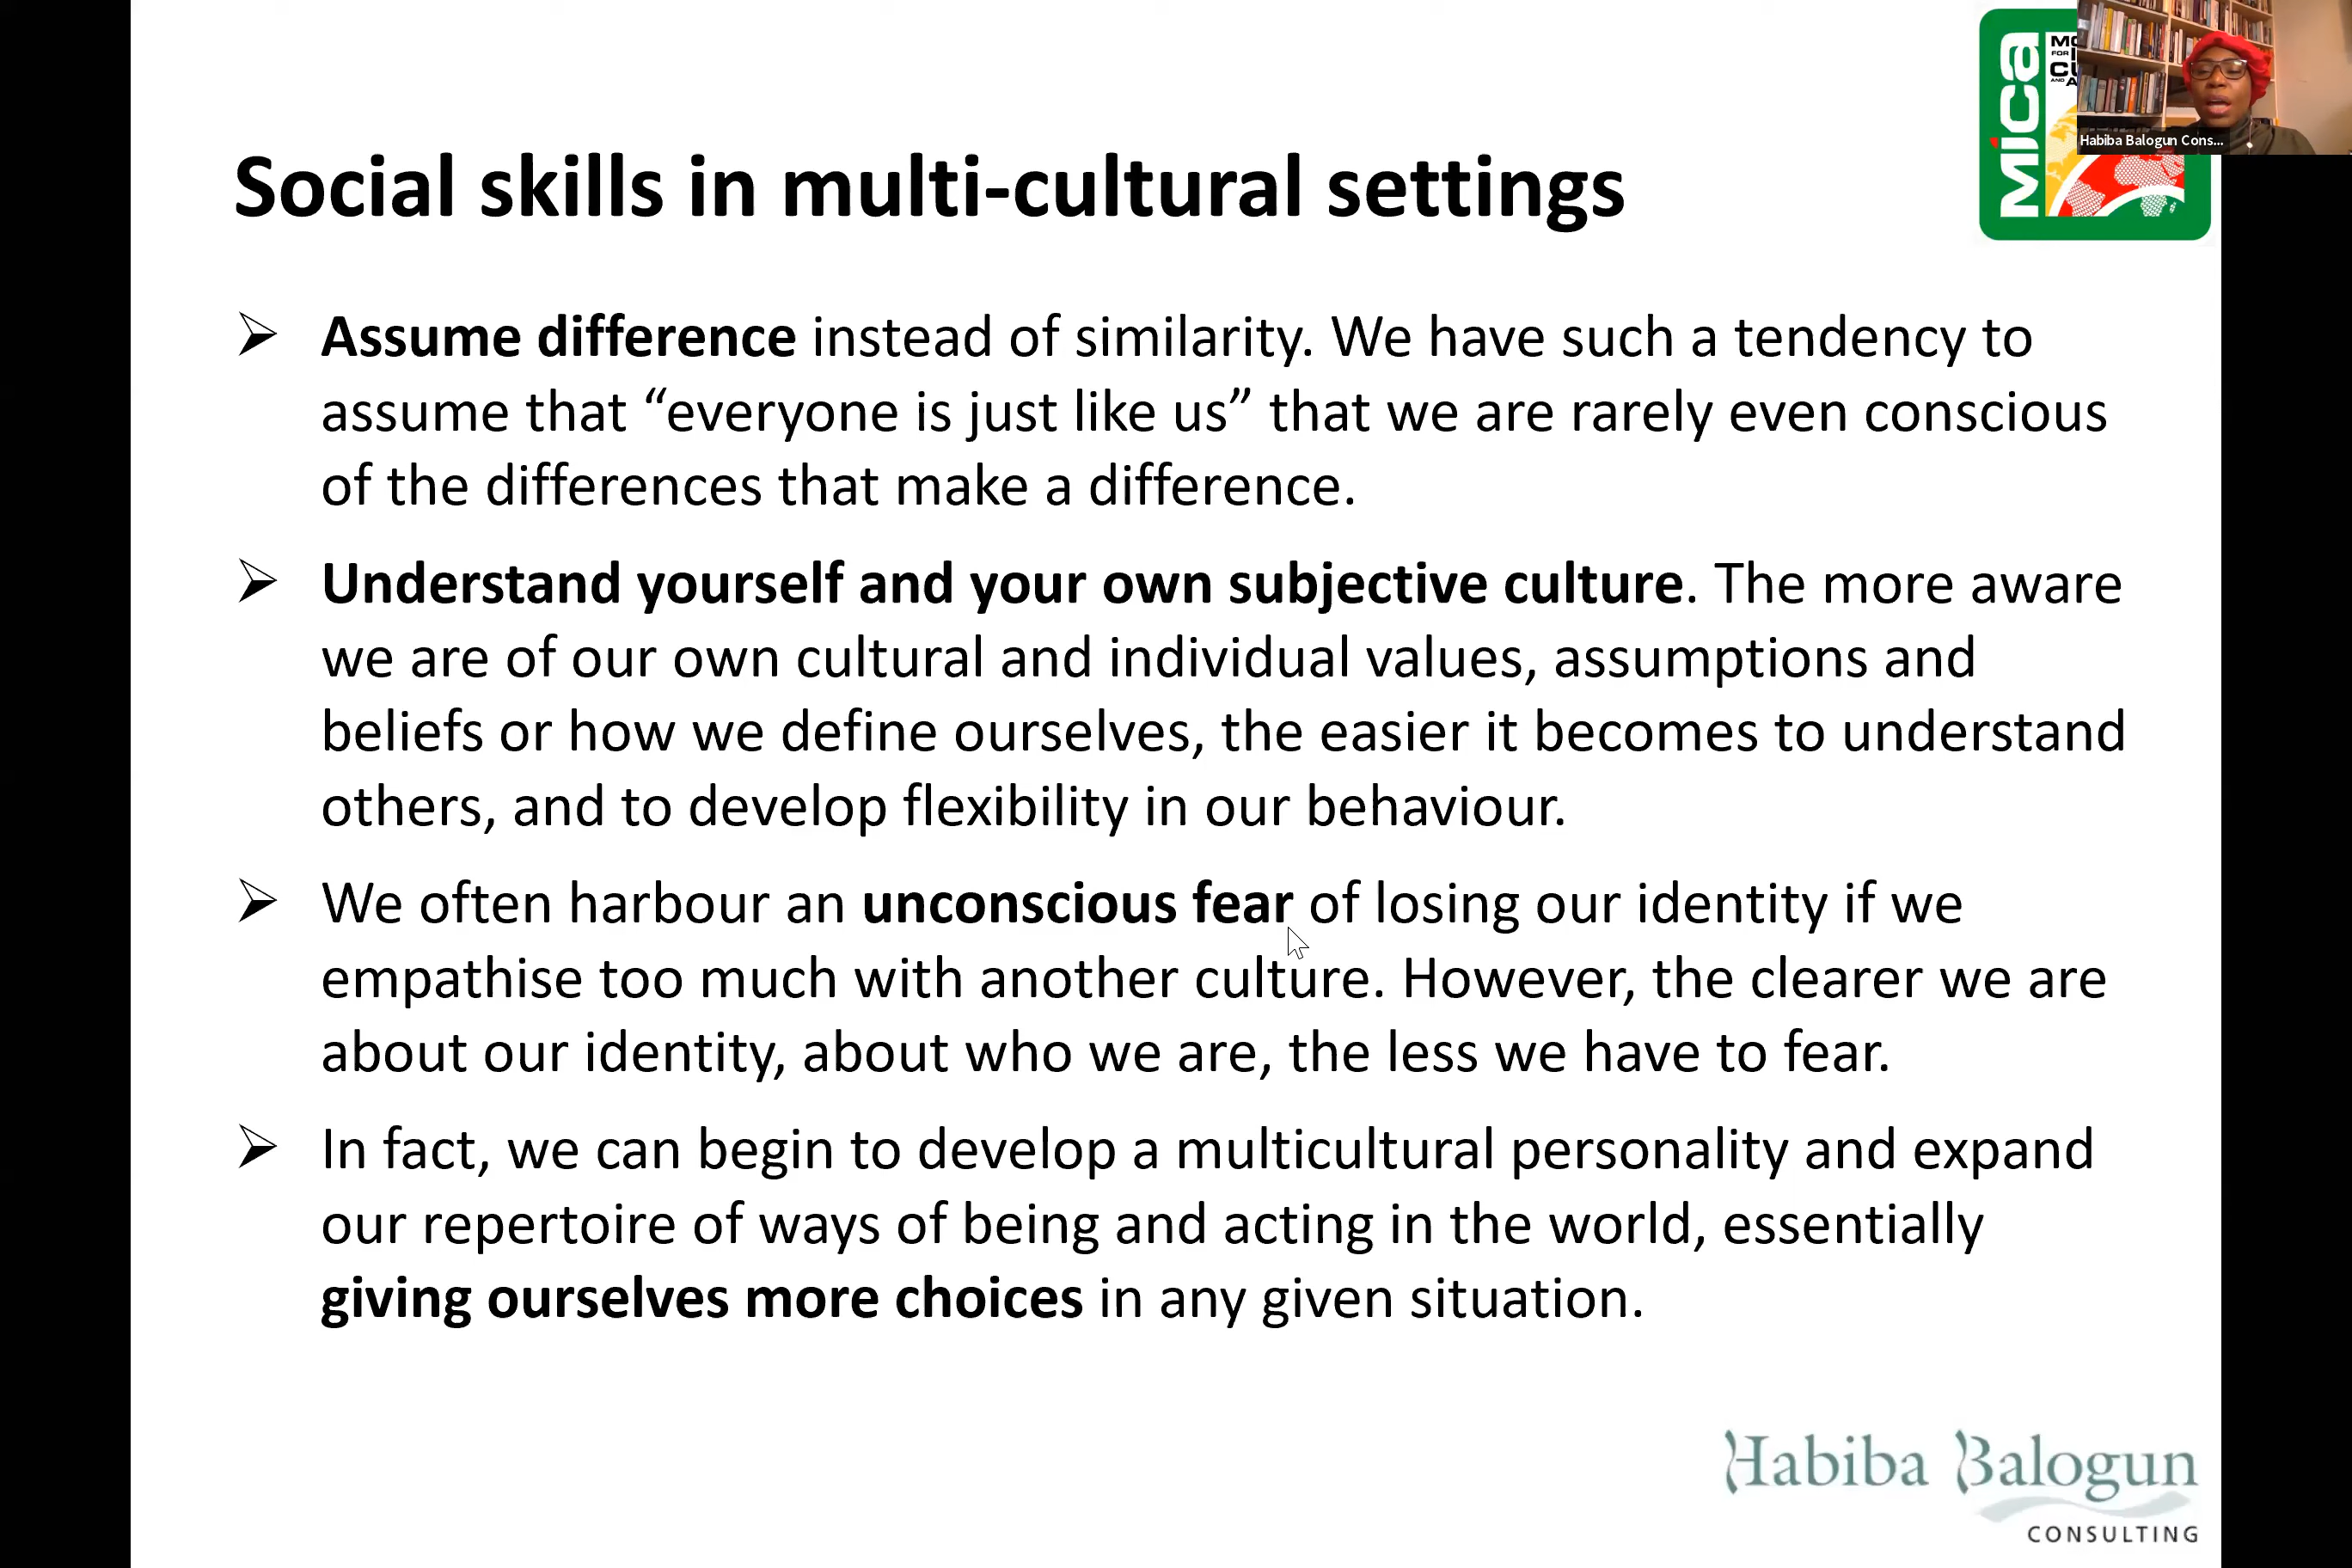 Social skills in multi-cultural settings
mica
Habiba Balogun Cons...
➢ Assume difference instead of similarity. We have such a tendency to
assume that “everyone is just like us” that we are rarely even conscious
of the differences that make a difference.
➢ Understand yourself and your own subjective culture. The more aware
we are of our own cultural and individual values, assumptions and
beliefs or how we define ourselves, the easier it becomes to understand
others, and to develop flexibility in our behaviour.
➢ We often harbour an unconscious fear of losing our identity if we
empathise too much with another culture. However, the clearer we are
about our identity, about who we are, the less we have to fear.
➢ In fact, we can begin to develop a multicultural personality and expand
our repertoire of ways of being and acting in the world, essentially
giving ourselves more choices in any given situation.
Habiba Balogun
CONSULTING